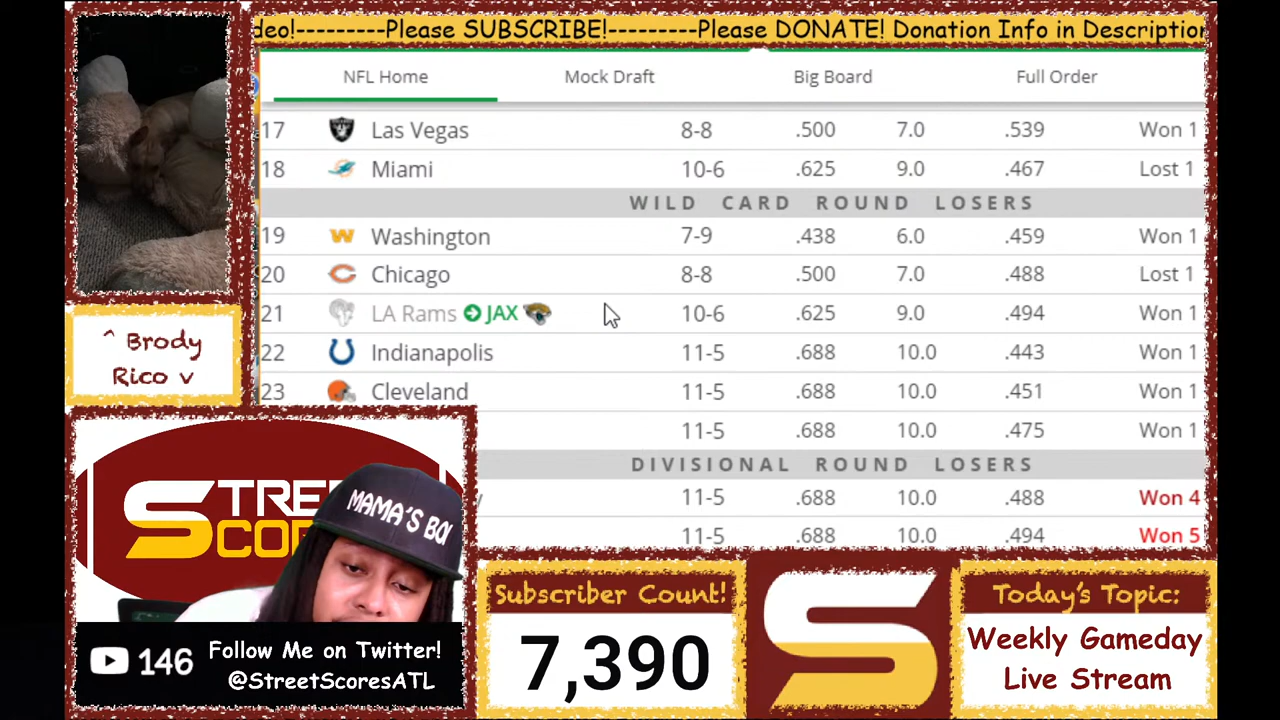 deo!---------Please SUBSCRIBE!---------Please DONATE! Donation Info in Description
NFL Home Mock Draft Big Board Full Order
17 Las Vegas 8-8 .500 7.0 .539 Won 1
18 Miami 10-6 .625 9.0 .467 Lost 1
WILD CARD ROUND LOSERS
19 Washington 7-9 .438 6.0 .459 Won 1
20 Chicago 8-8 .500 7.0 .488 Lost 1
21 LA Rams JAX 10-6 .625 9.0 .494 Won 1
22 Indianapolis 11-5 .688 10.0 .443 Won 1
23 Cleveland 11-5 .688 10.0 .451 Won 1
11-5 .688 10.0 .475 Won 1
DIVISIONAL ROUND LOSERS
11-5 .688 10.0 .488 Won 4
11-5 .688 10.0 .494 Won 5
^ Brody
Rico v
MAMA'S BOI
146
Follow Me on Twitter!
@StreetScoresATL
Subscriber Count!
7,390
S
Today's Topic:
Weekly Gameday
Live Stream